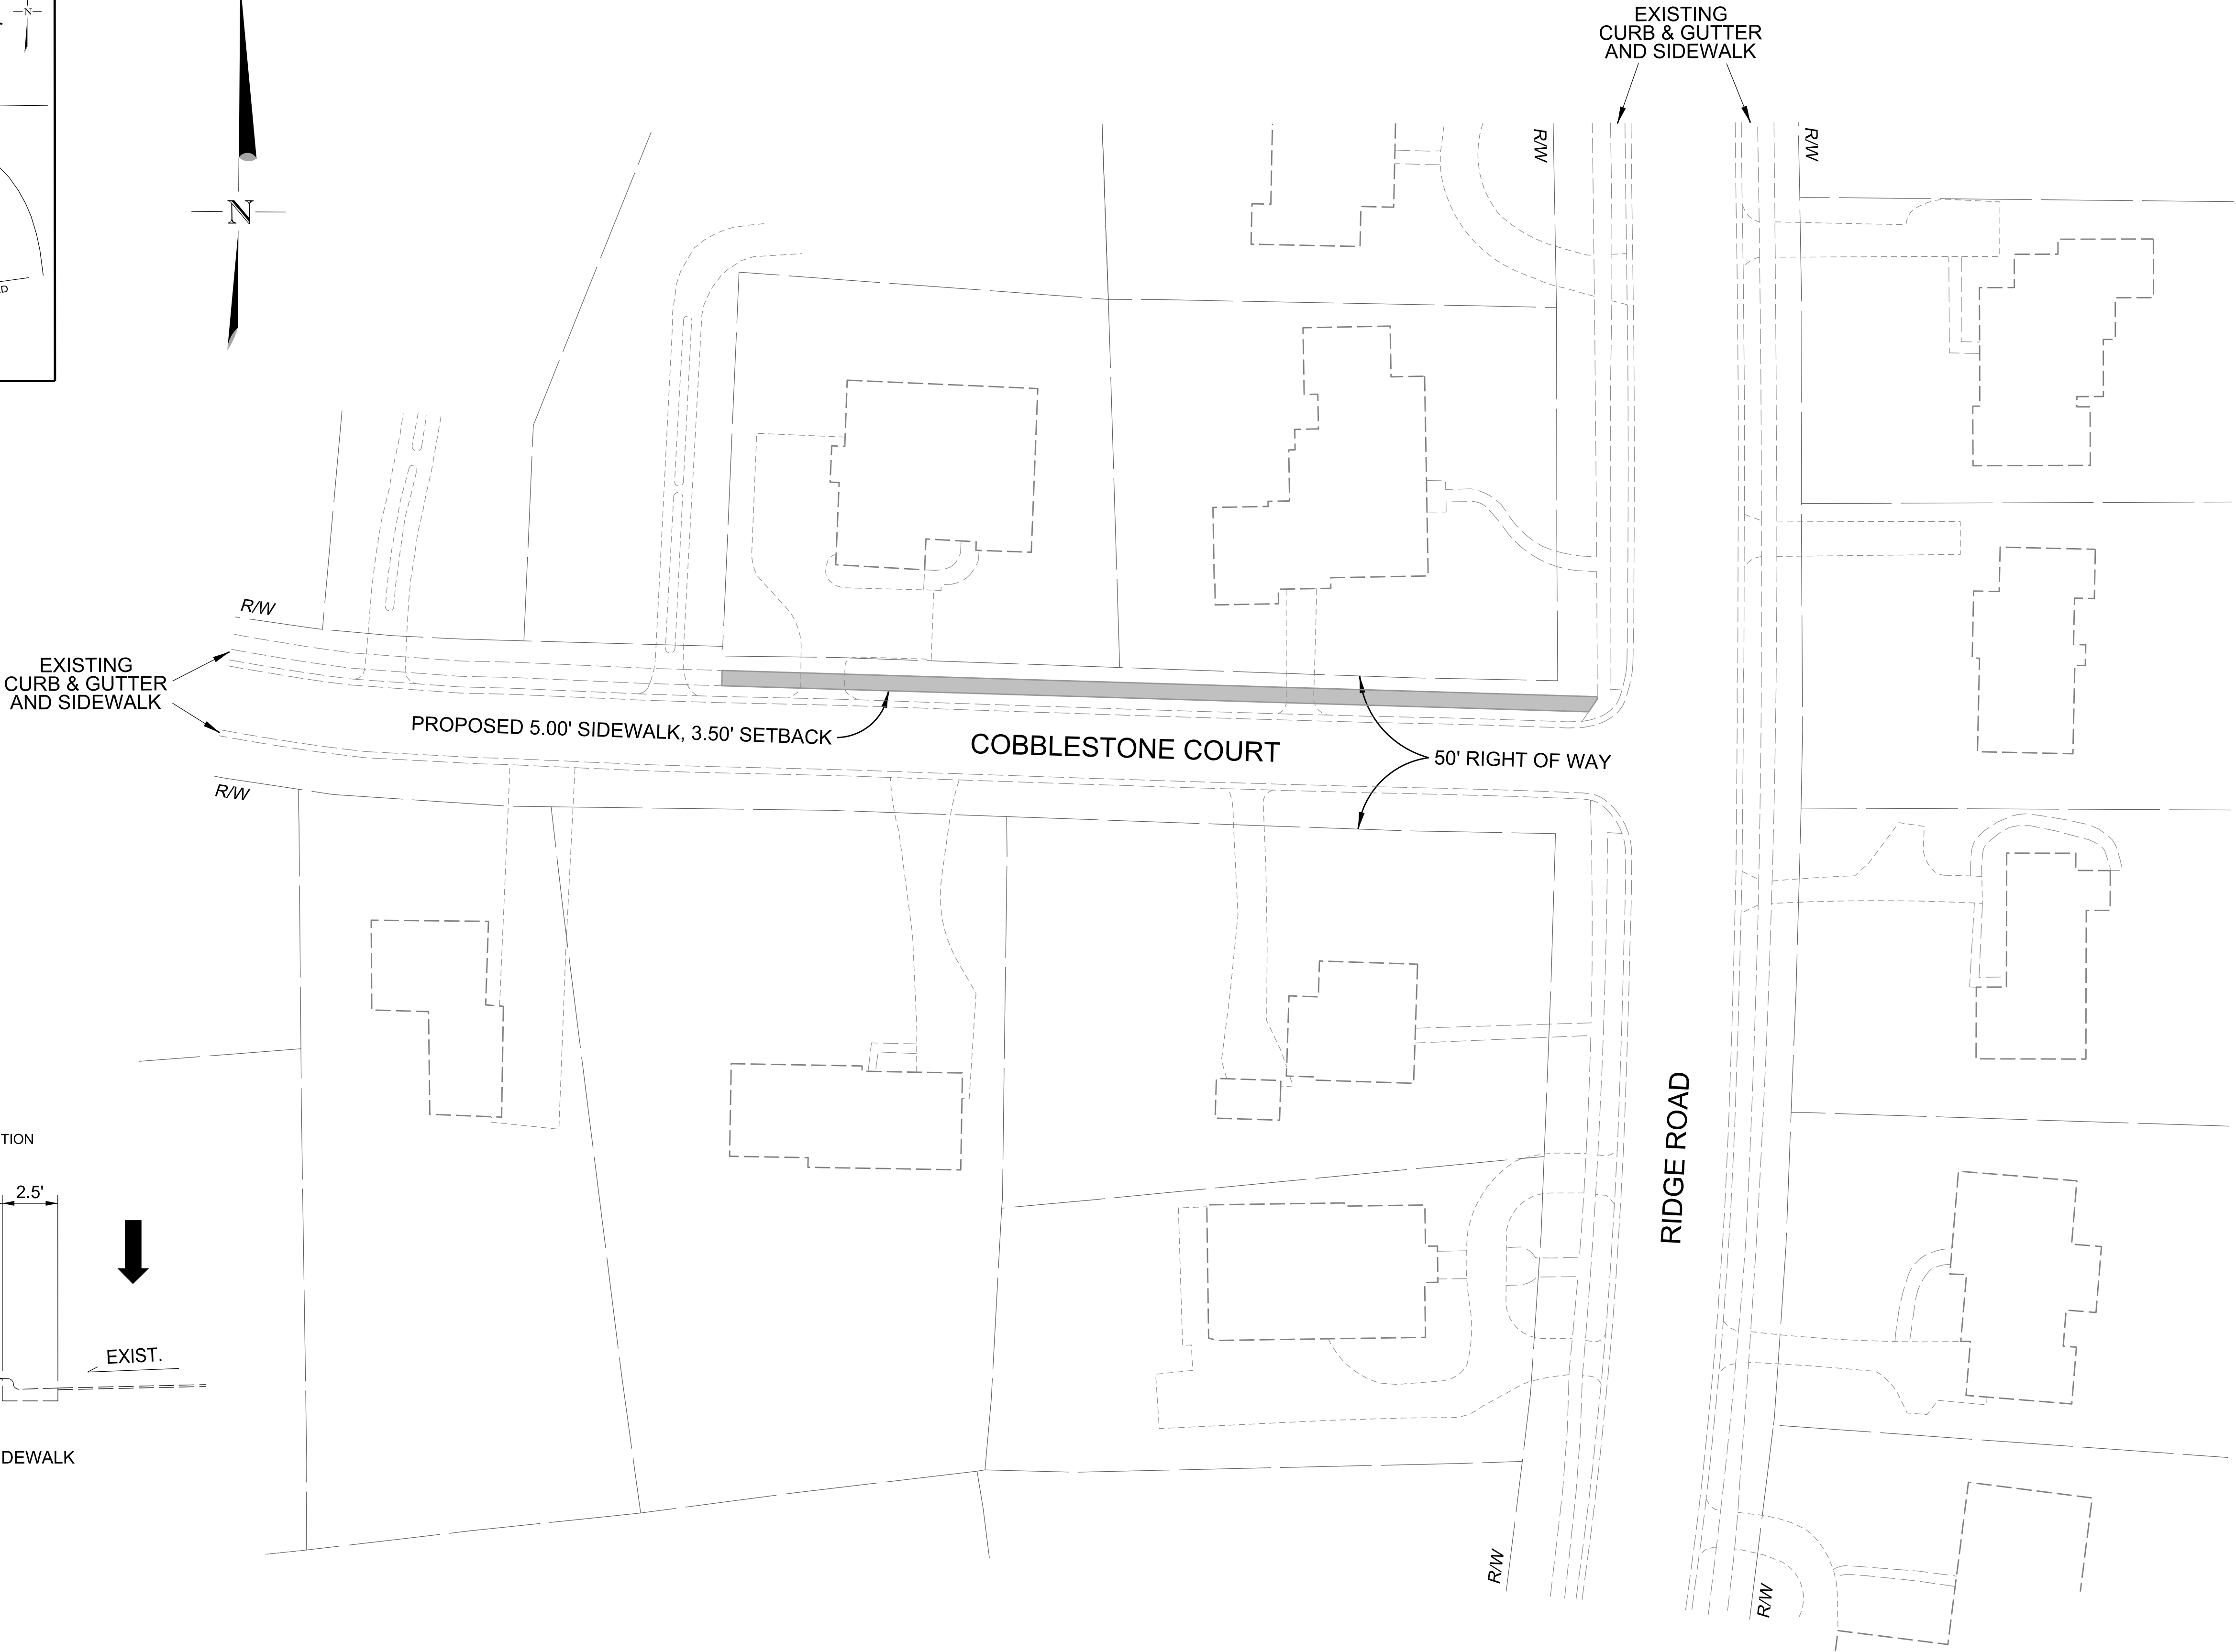 EXISTING
CURB & GUTTER
AND SIDEWALK
N
R/W
R/W
N
R/W
EXISTING
CURB & GUTTER
AND SIDEWALK
PROPOSED 5.00' SIDEWALK, 3.50' SETBACK
COBBLESTONE COURT
50' RIGHT OF WAY
R/W
RIDGE ROAD
TION
2.5'
EXIST.
DEWALK
R/W
R/W